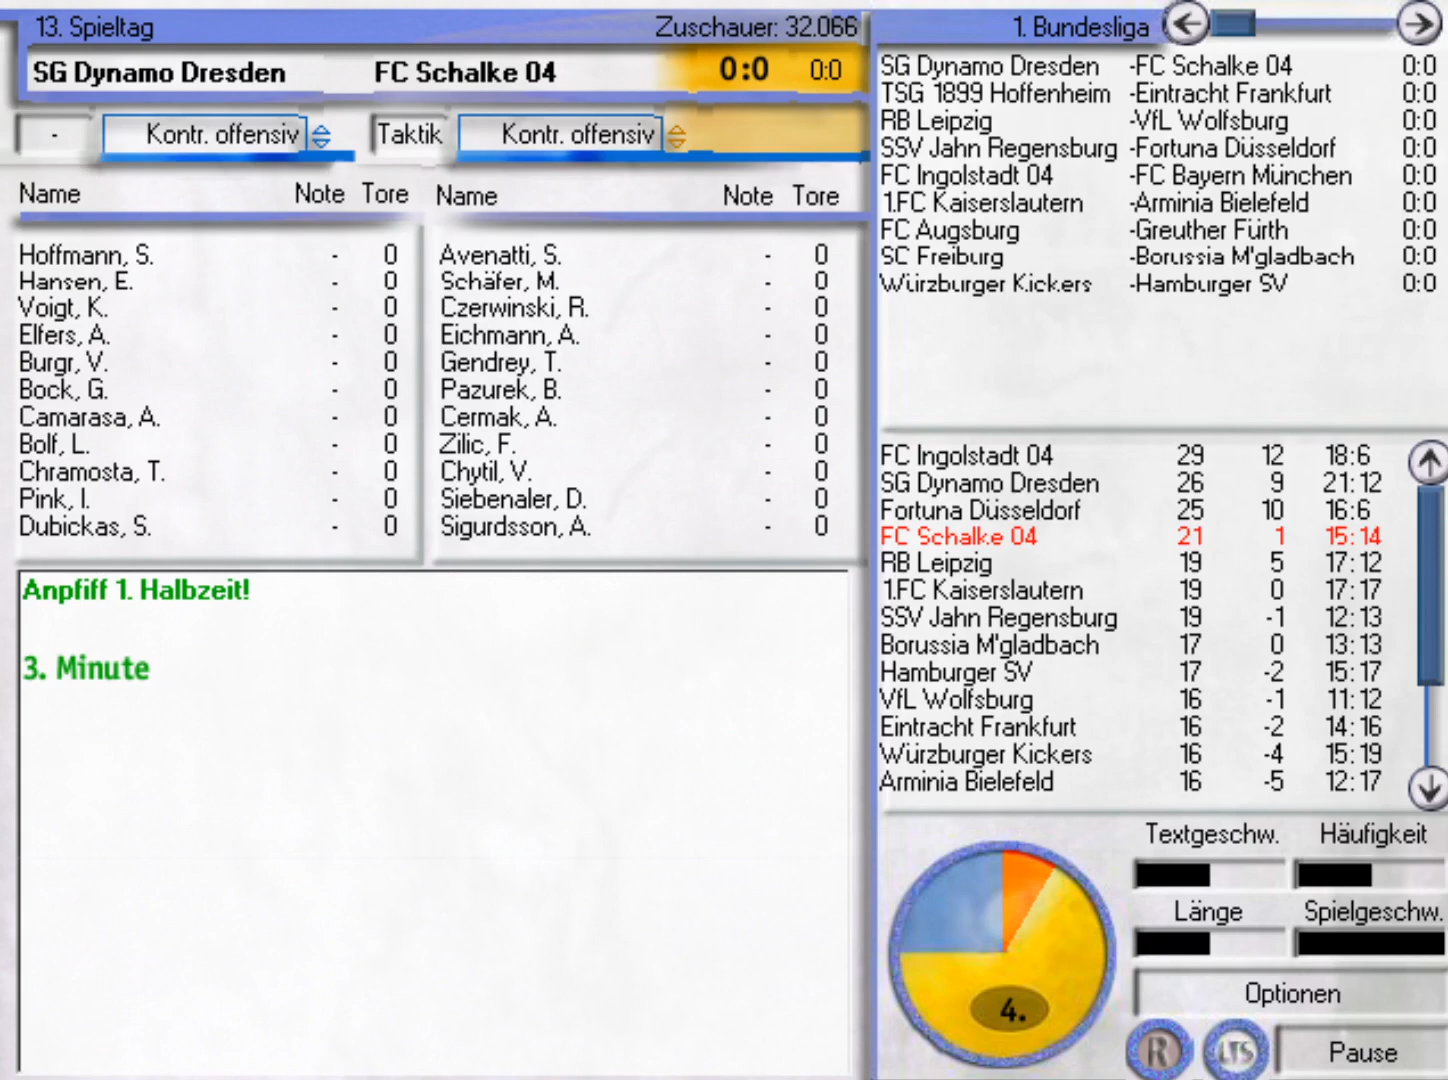 13. Spieltag Zuschauer: 32.066
SG Dynamo Dresden FC Schalke 04 0:0 0:0
- Kontr. offensiv Taktik Kontr. offensiv
Name Note Tore Name Note Tore
Hoffmann, S. - 0 Avenatti, S. - 0
Hansen, E. - 0 Schäfer, M. - 0
Voigt, K. - 0 Czerwinski, R. - 0
Elfers, A. - 0 Eichmann, A. - 0
Burgr, V. - 0 Gendrey, T. - 0
Bock, G. - 0 Pazurek, B. - 0
Camarasa, A. - 0 Cermak, A. - 0
Bolf, L. - 0 Zilic, F. - 0
Chramosta, T. - 0 Chytil, V. - 0
Pink, I. - 0 Siebenaler, D. - 0
Dubickas, S. - 0 Sigurdsson, A. - 0
Anpfiff 1. Halbzeit!
3. Minute
1. Bundesliga
SG Dynamo Dresden -FC Schalke 04 0:0
TSG 1899 Hoffenheim -Eintracht Frankfurt 0:0
RB Leipzig -VfL Wolfsburg 0:0
SSV Jahn Regensburg -Fortuna Düsseldorf 0:0
FC Ingolstadt 04 -FC Bayern München 0:0
1.FC Kaiserslautern -Arminia Bielefeld 0:0
FC Augsburg -Greuther Fürth 0:0
SC Freiburg -Borussia M'gladbach 0:0
Würzburger Kickers -Hamburger SV 0:0
FC Ingolstadt 04 29 12 18:6
SG Dynamo Dresden 26 9 21:12
Fortuna Düsseldorf 25 10 16:6
FC Schalke 04 21 1 15:14
RB Leipzig 19 5 17:12
1.FC Kaiserslautern 19 0 17:17
SSV Jahn Regensburg 19 -1 12:13
Borussia M'gladbach 17 0 13:13
Hamburger SV 17 -2 15:17
VfL Wolfsburg 16 -1 11:12
Eintracht Frankfurt 16 -2 14:16
Würzburger Kickers 16 -4 15:19
Arminia Bielefeld 16 -5 12:17
Textgeschw. Häufigkeit
Länge Spielgeschw.
4.
Optionen
R LTS Pause